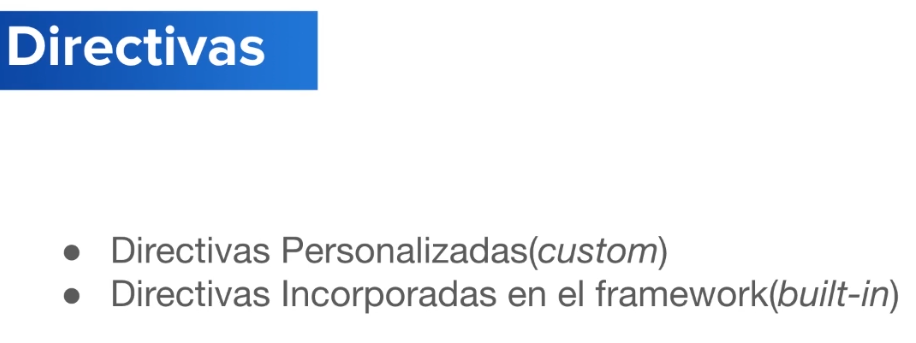 Directivas
● Directivas Personalizadas(custom)
● Directivas Incorporadas en el framework(built-in)